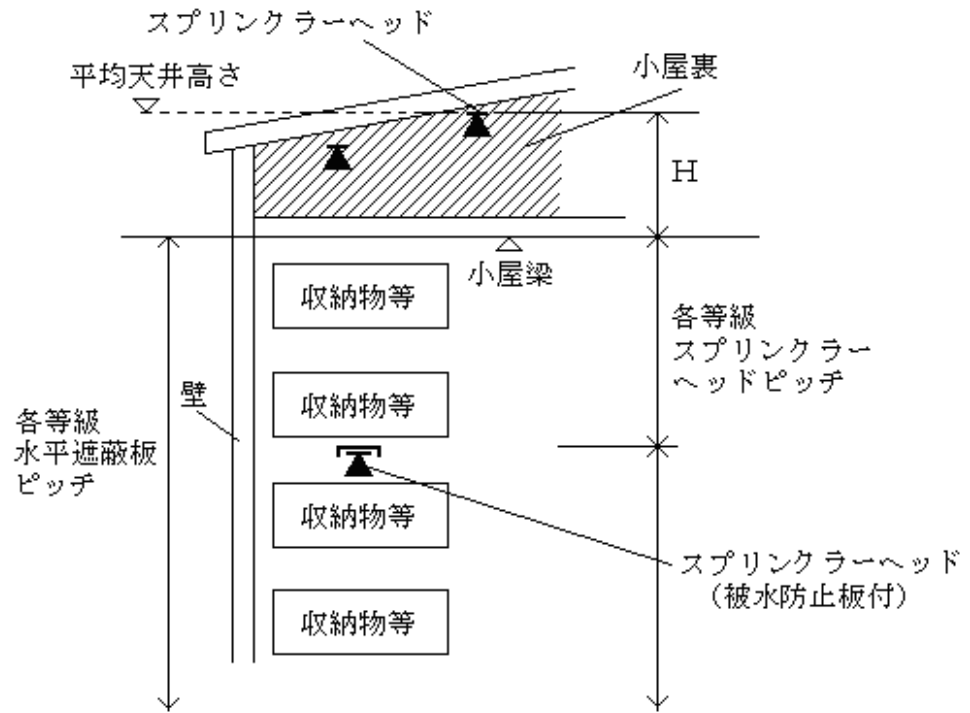 スプリンクラーヘッド
平均天井高さ
小屋裏
H
小屋梁
収納物等
各等級
スプリンクラー
ヘッドピッチ
壁
収納物等
各等級
水平遮蔽板
ピッチ
収納物等
スプリンクラーヘッド
（被水防止板付）
収納物等